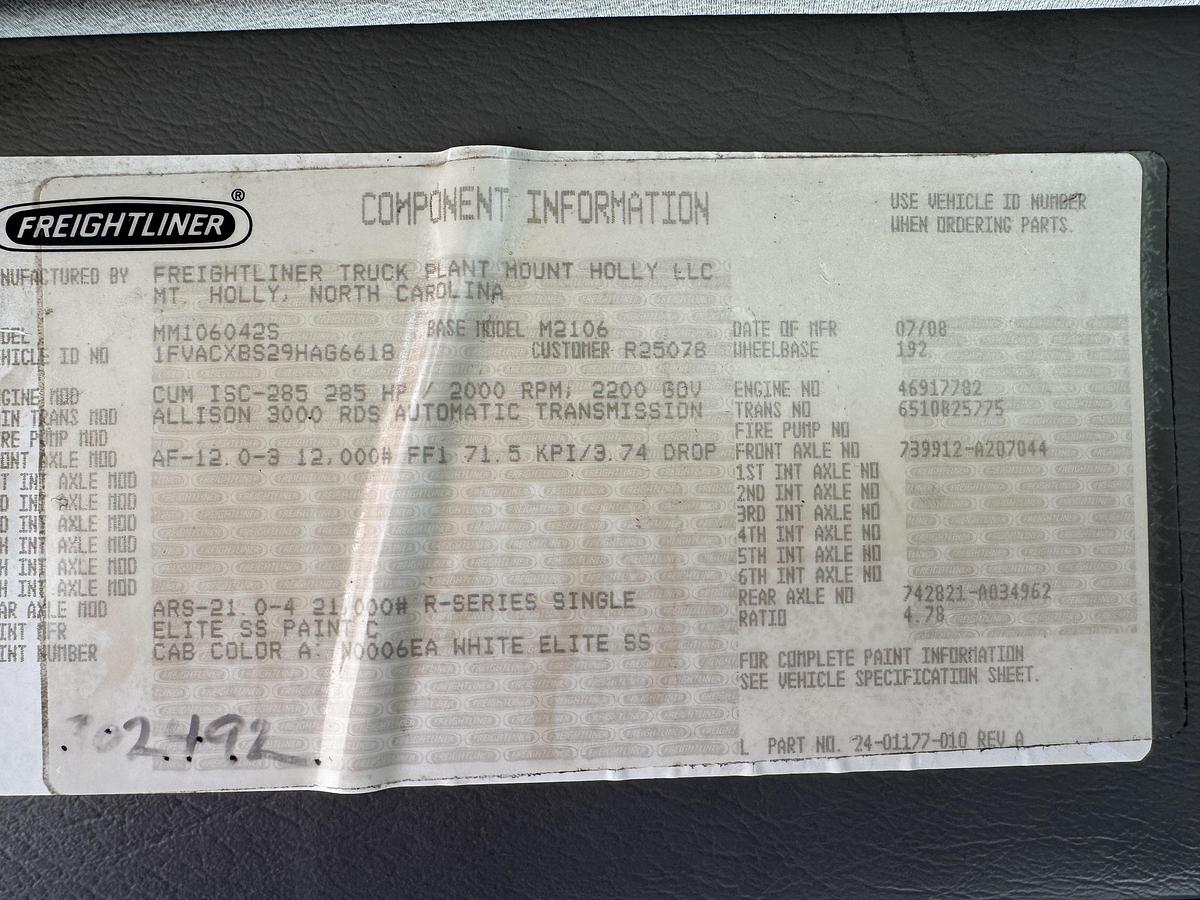 FREIGHTLINER ®
COMPONENT INFORMATION
USE VEHICLE ID NUMBER
WHEN ORDERING PARTS.
NUFACTURED BY FREIGHTLINER TRUCK PLANT MOUNT HOLLY LLC
MT. HOLLY, NORTH CAROLINA
DEL MM106042S BASE MODEL M2106 DATE OF MFR 07/08
HICLE ID NO 1FVACXBS29HAG6618 CUSTOMER R25078 WHEELBASE 192
GINE MOD CUM ISC-285 285 HP / 2000 RPM; 2200 GOV ENGINE NO 46917782
IN TRANS MOD ALLISON 3000 RDS AUTOMATIC TRANSMISSION TRANS NO 6510825775
RE PUMP MOD FIRE PUMP NO
ONT AXLE MOD AF-12.0-3 12,000# FF1 71.5 KPI/3.74 DROP FRONT AXLE NO 739912-A207044
T INT AXLE MOD 1ST INT AXLE NO
D INT AXLE MOD 2ND INT AXLE NO
D INT AXLE MOD 3RD INT AXLE NO
H INT AXLE MOD 4TH INT AXLE NO
H INT AXLE MOD 5TH INT AXLE NO
H INT AXLE MOD 6TH INT AXLE NO
AR AXLE MOD ARS-21.0-4 21,000# R-SERIES SINGLE REAR AXLE NO 742821-A034962
INT MFR ELITE SS PAINT C RATIO 4.78
INT NUMBER CAB COLOR A: N0006EA WHITE ELITE SS
FOR COMPLETE PAINT INFORMATION
SEE VEHICLE SPECIFICATION SHEET.
L PART NO. 24-01177-010 REV A